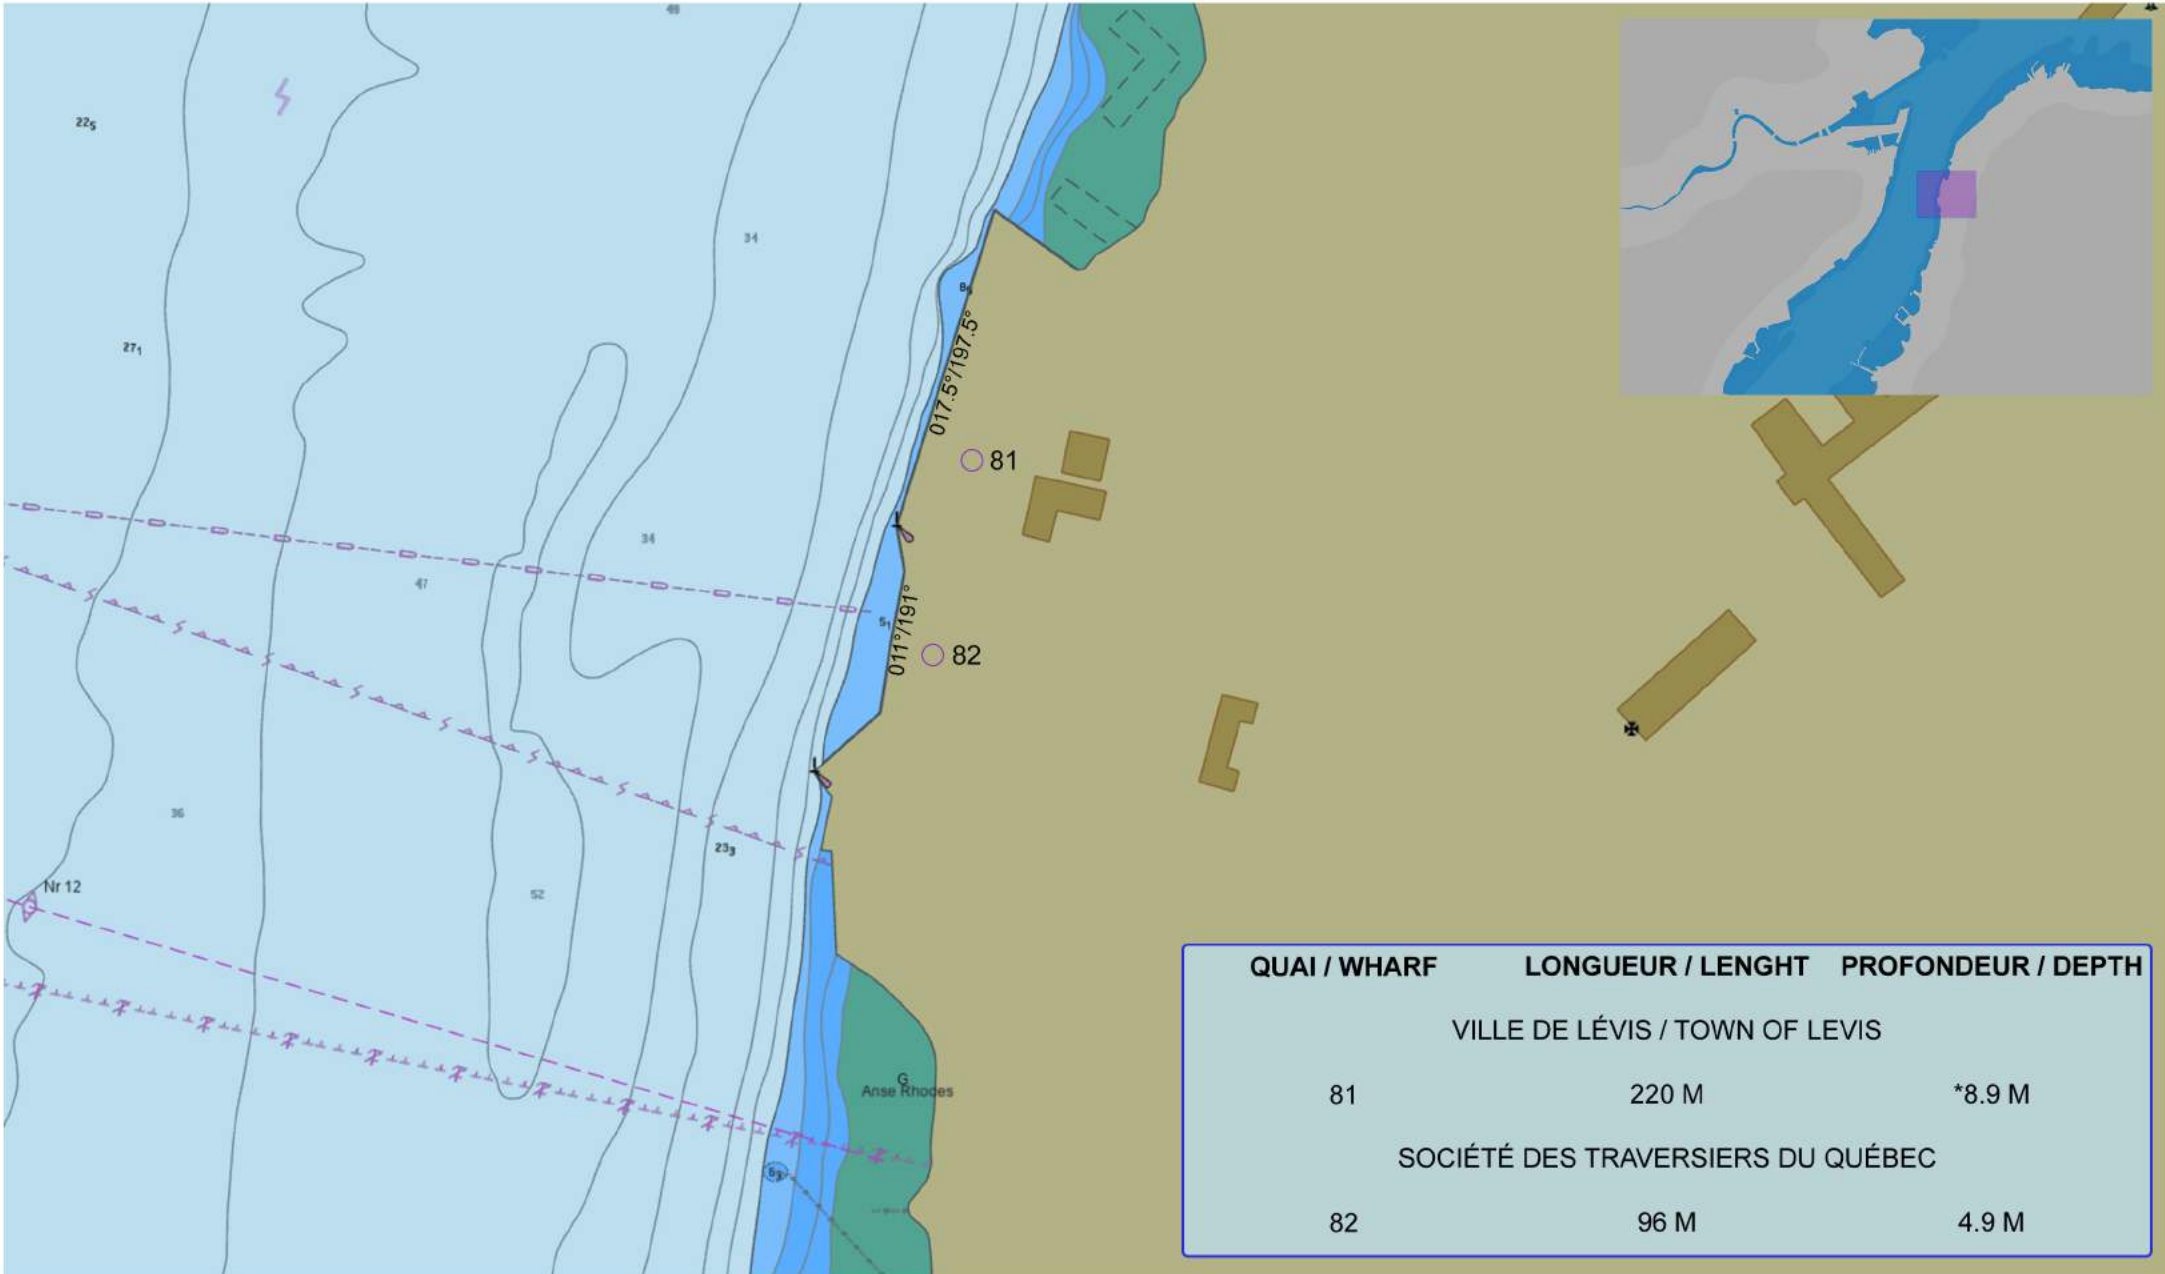 48
22₅
34
8₅
27₁
017.5°/197.5°
81
34
47
5₁
011°/191°
82
36
23₃
Nr 12
52
G
Anse Rhodes
QUAI / WHARF LONGUEUR / LENGHT PROFONDEUR / DEPTH
VILLE DE LÉVIS / TOWN OF LEVIS
81 220 M *8.9 M
SOCIÉTÉ DES TRAVERSIERS DU QUÉBEC
82 96 M 4.9 M